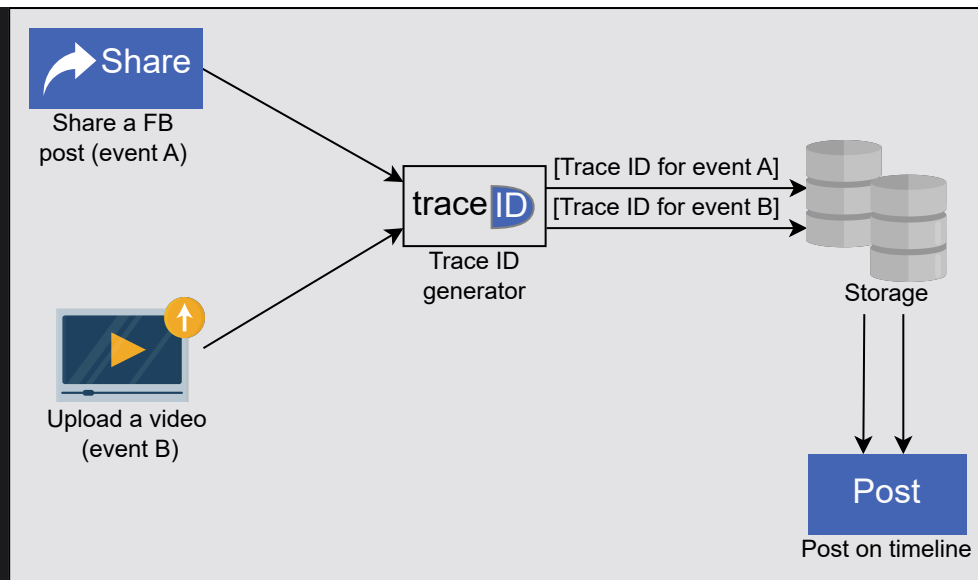 Share
Share a FB
post (event A)
trace ID
Trace ID
generator
[Trace ID for event A]
[Trace ID for event B]
Storage
Upload a video
(event B)
Post
Post on timeline